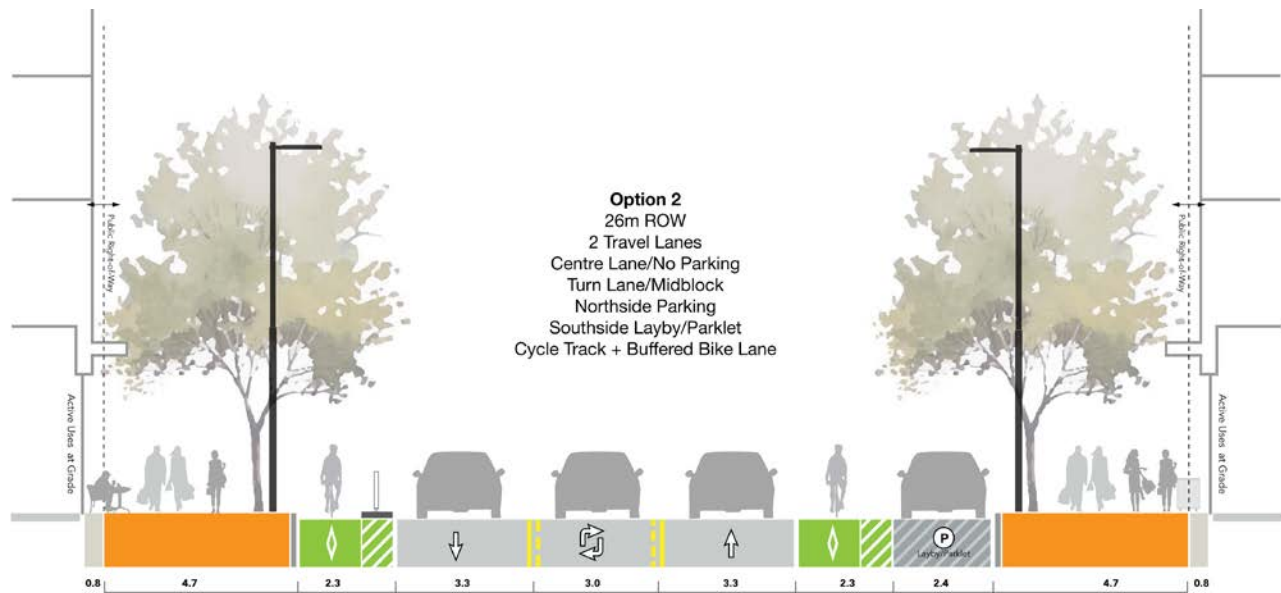 Option 2
26m ROW
2 Travel Lanes
Centre Lane/No Parking
Turn Lane/Midblock
Northside Parking
Southside Layby/Parklet
Cycle Track + Buffered Bike Lane
Public Right-of-Way
Public Right-of-Way
Active Uses at Grade
Active Uses at Grade
P
Layby/Parklet
0.8 4.7 2.3 3.3 3.0 3.3 2.3 2.4 4.7 0.8